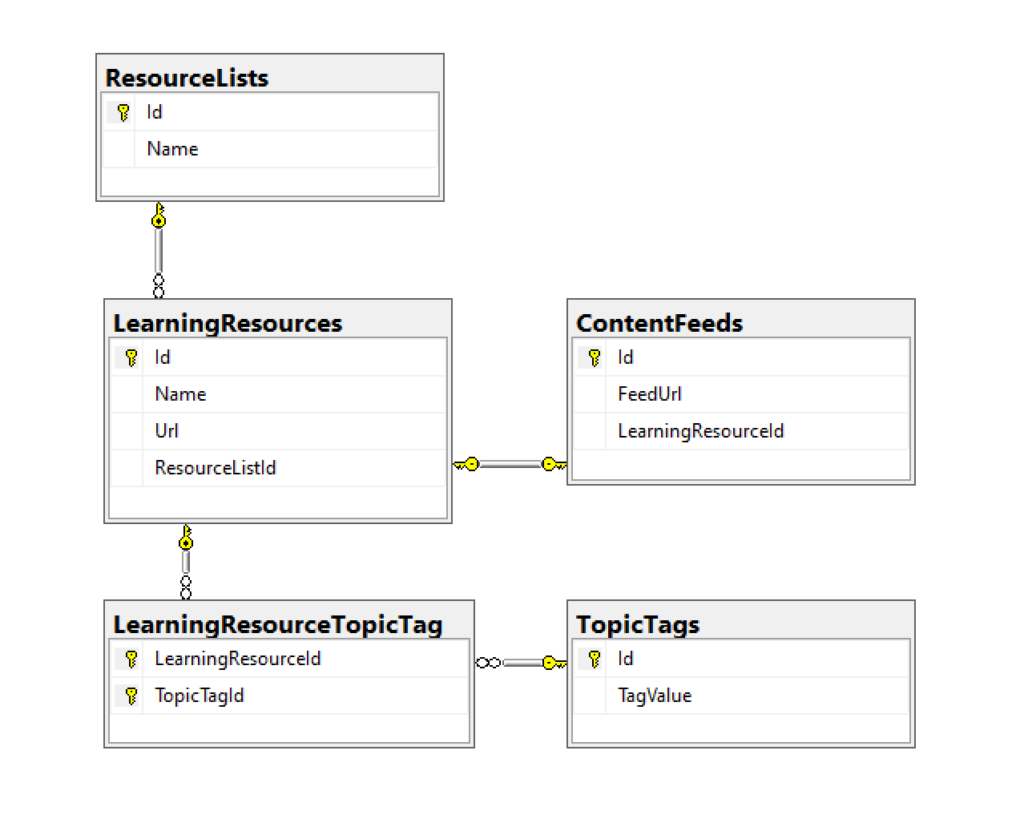 ResourceLists
Id
Name
LearningResources
Id
Name
Url
ResourceListId
ContentFeeds
Id
FeedUrl
LearningResourceId
LearningResourceTopicTag
LearningResourceId
TopicTagId
TopicTags
Id
TagValue